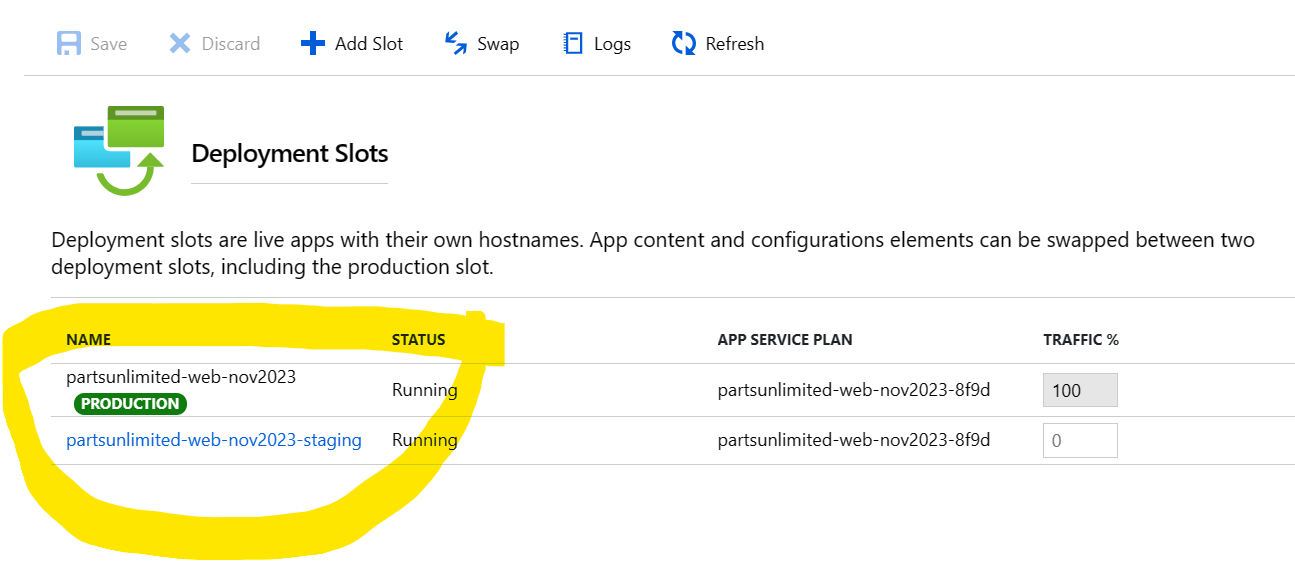 Save Discard Add Slot Swap Logs Refresh
Deployment Slots
Deployment slots are live apps with their own hostnames. App content and configurations elements can be swapped between two
deployment slots, including the production slot.
NAME STATUS APP SERVICE PLAN TRAFFIC %
partsunlimited-web-nov2023
PRODUCTION Running partsunlimited-web-nov2023-8f9d 100
partsunlimited-web-nov2023-staging Running partsunlimited-web-nov2023-8f9d 0